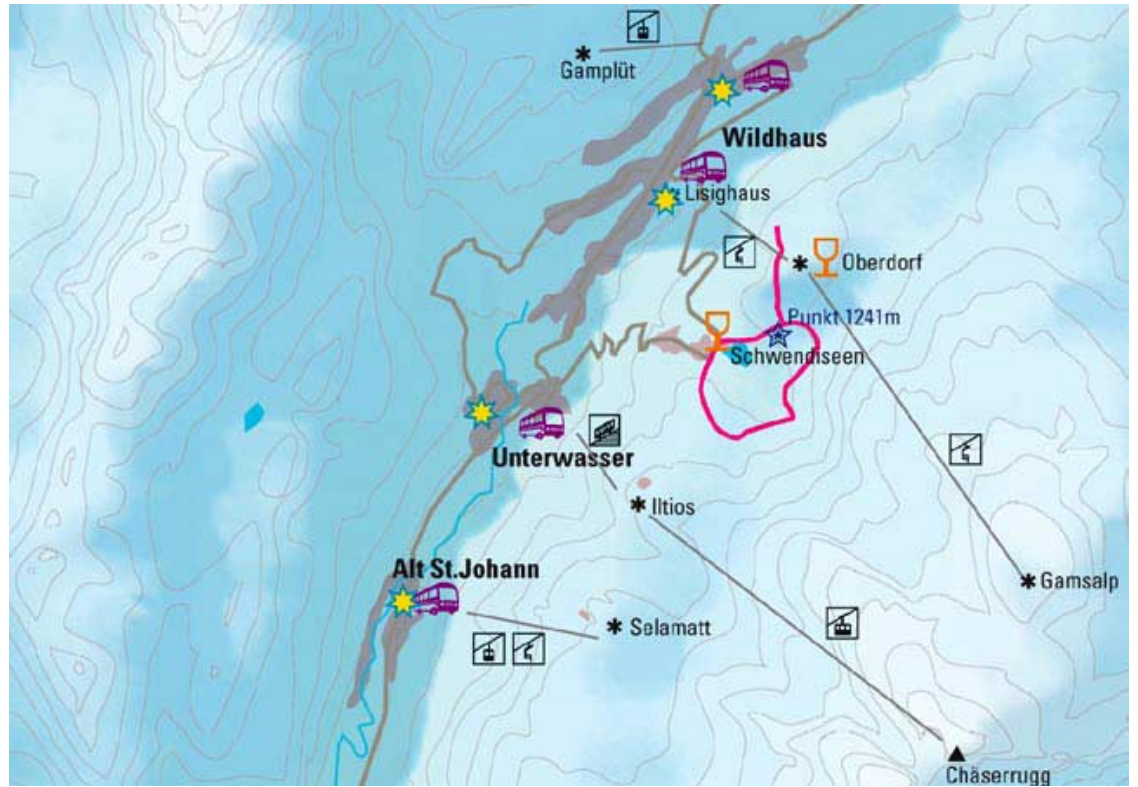 Gamplüt
Wildhaus
Lisighaus
Oberdorf
Punkt 1241m
Schwendiseen
Unterwasser
Iltios
Alt St.Johann
Gamsalp
Selamatt
Chäserrugg